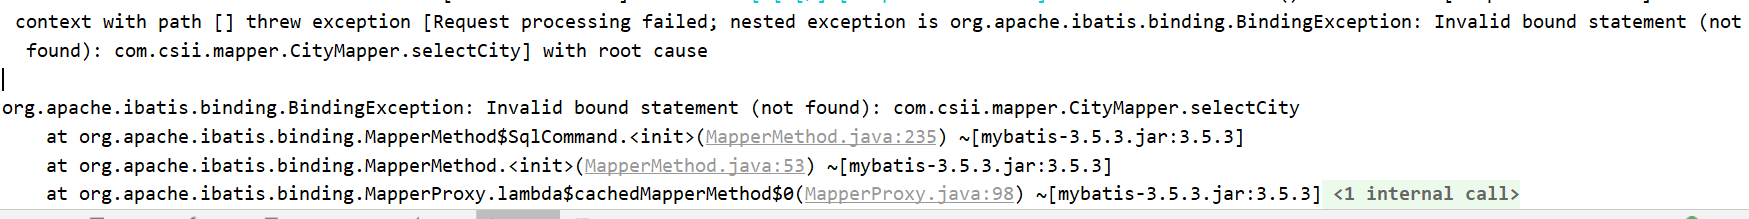 context with path [] threw exception [Request processing failed; nested exception is org.apache.ibatis.binding.BindingException: Invalid bound statement (not
found): com.csii.mapper.CityMapper.selectCity] with root cause
org.apache.ibatis.binding.BindingException: Invalid bound statement (not found): com.csii.mapper.CityMapper.selectCity
at org.apache.ibatis.binding.MapperMethod$SqlCommand.<init>(MapperMethod.java:235) ~[mybatis-3.5.3.jar:3.5.3]
at org.apache.ibatis.binding.MapperMethod.<init>(MapperMethod.java:53) ~[mybatis-3.5.3.jar:3.5.3]
at org.apache.ibatis.binding.MapperProxy.lambda$cachedMapperMethod$0(MapperProxy.java:98) ~[mybatis-3.5.3.jar:3.5.3] <1 internal call>